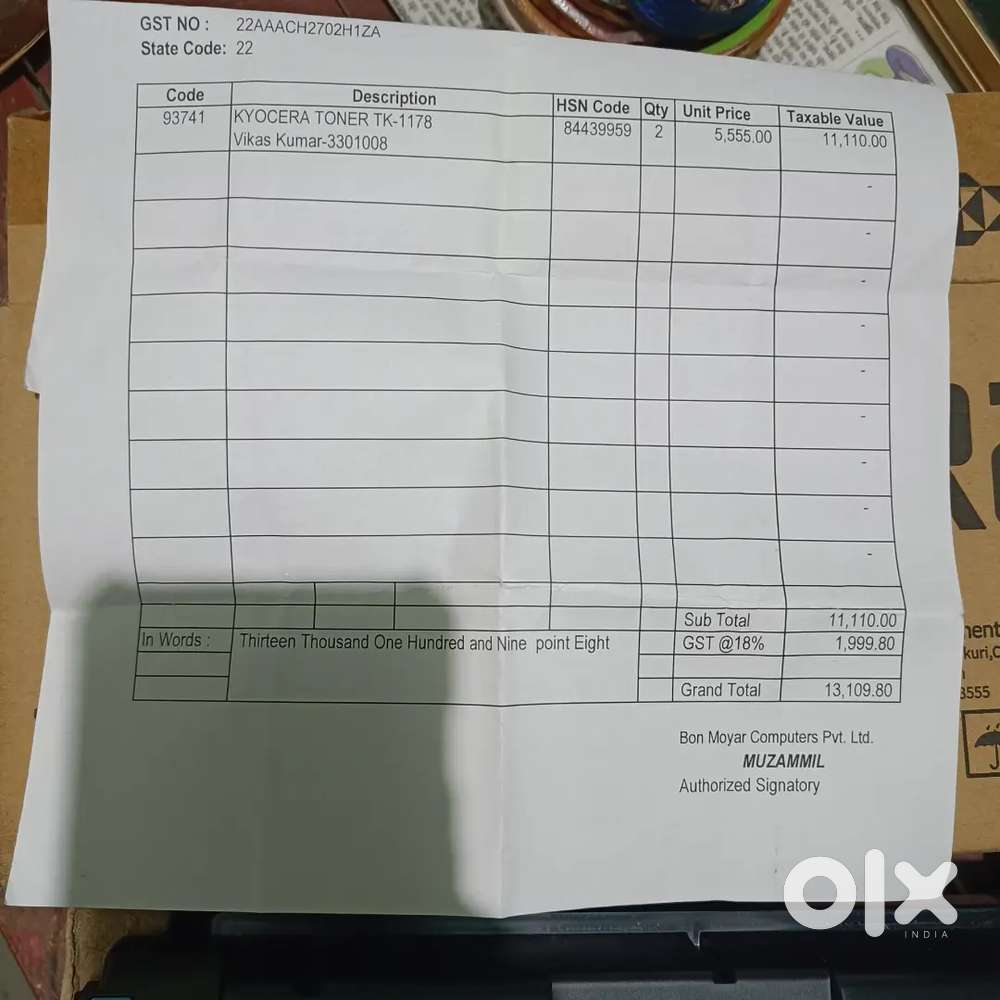 GST NO : 22AAACH2702H1ZA
State Code: 22
Code Description HSN Code Qty Unit Price Taxable Value
93741 KYOCERA TONER TK-1178 84439959 2 5,555.00 11,110.00
Vikas Kumar-3301008
-
-
-
-
-
-
-
-
-
Sub Total 11,110.00
In Words : Thirteen Thousand One Hundred and Nine point Eight GST @18% 1,999.80
Grand Total 13,109.80
Bon Moyar Computers Pvt. Ltd.
MUZAMMIL
Authorized Signatory
3555
olx
INDIA